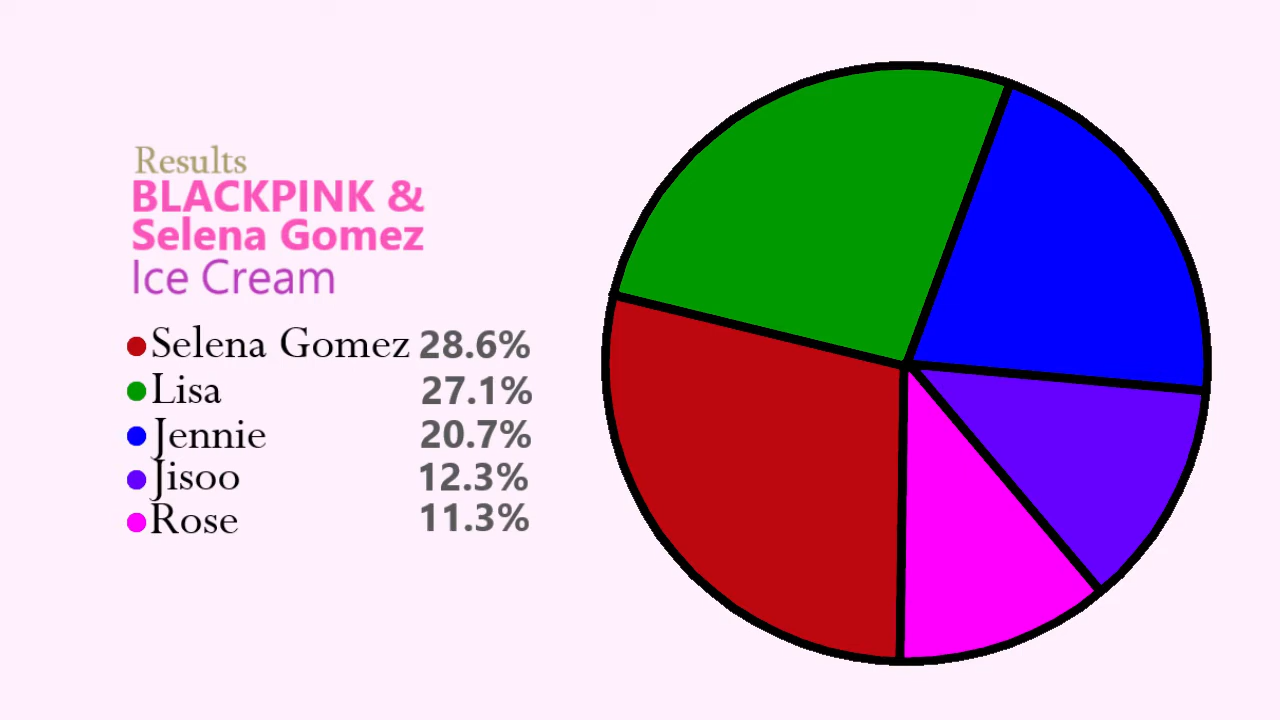 Results
BLACKPINK &
Selena Gomez
Ice Cream
Selena Gomez 28.6%
Lisa 27.1%
Jennie 20.7%
Jisoo 12.3%
Rose 11.3%